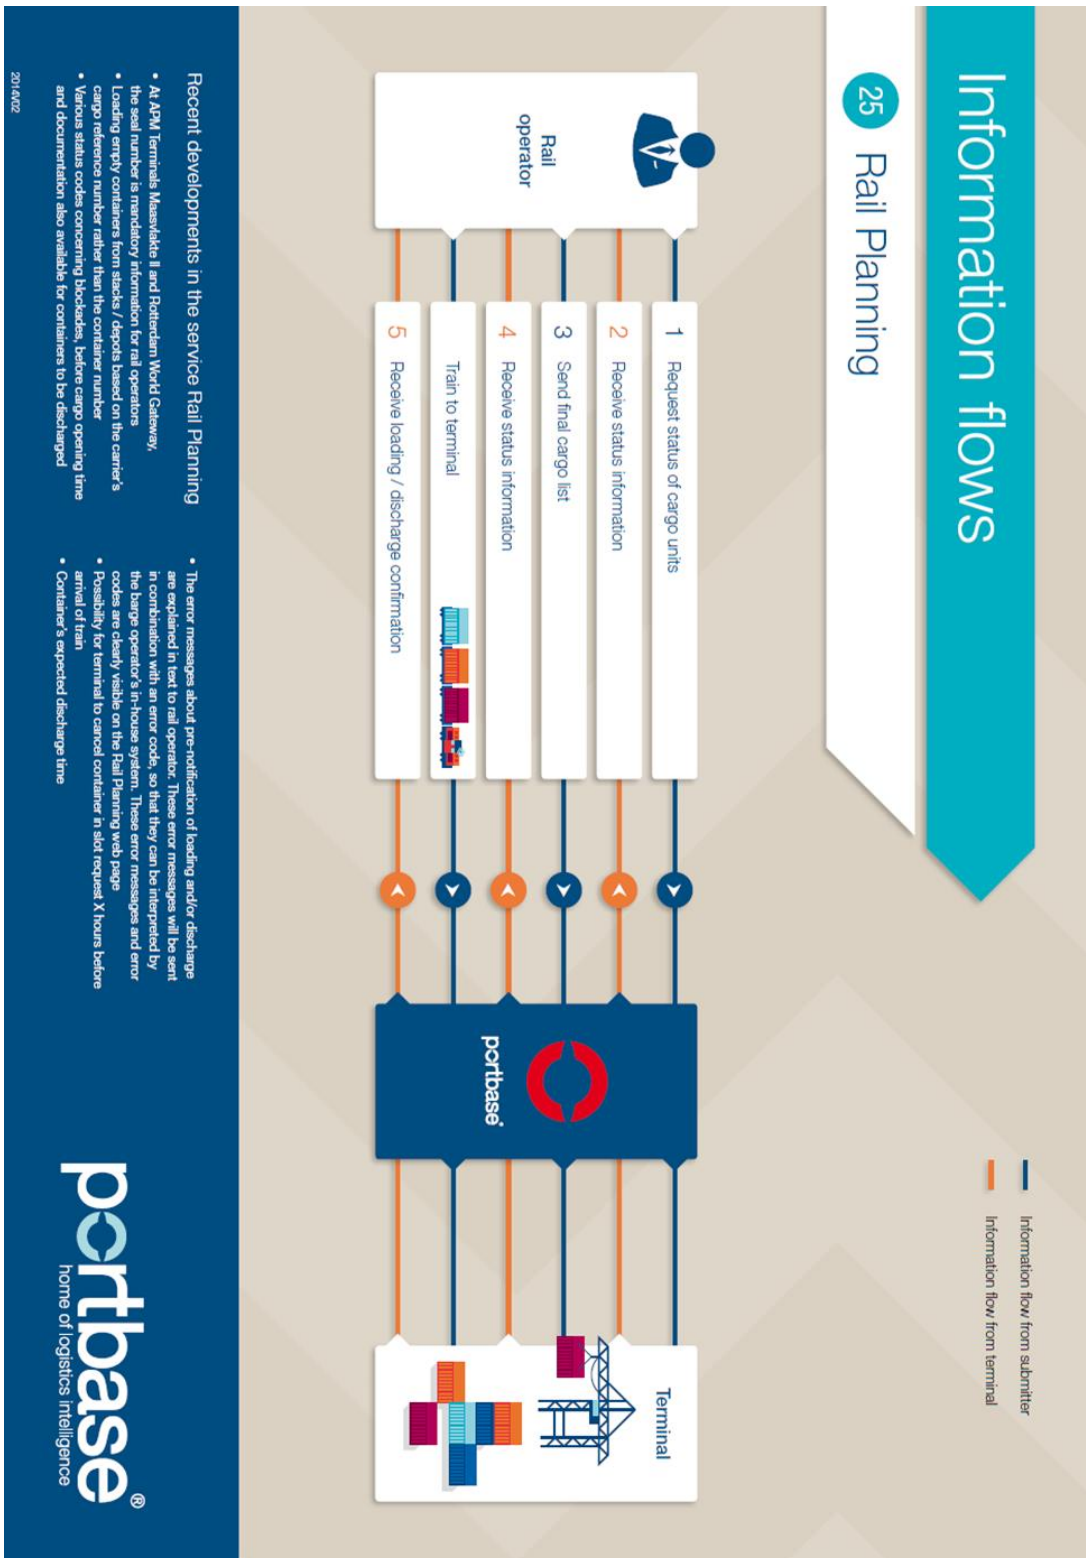 Information flows
25 Rail Planning
Information flow from submitter
Information flow from terminal
Rail
operator
1 Request status of cargo units
2 Receive status information
3 Send final cargo list
4 Receive status information
Train to terminal
5 Receive loading / discharge confirmation
portbase®
Terminal
Recent developments in the service Rail Planning
• At APM Terminals Maasvlakte II and Rotterdam World Gateway,
the seal number is mandatory information for rail operators
• Loading empty containers from stacks / depots based on the carrier's
cargo reference number rather than the container number
• Various status codes concerning blockades, before cargo opening time
and documentation also available for containers to be discharged
• The error messages about pre-notification of loading and/or discharge
are explained in text to rail operator. These error messages will be sent
in combination with an error code, so that they can be interpreted by
the barge operator's in-house system. These error messages and error
codes are clearly visible on the Rail Planning web page
• Possibility for terminal to cancel container in slot request X hours before
arrival of train
• Container's expected discharge time
portbase®
home of logistics intelligence
2014V02